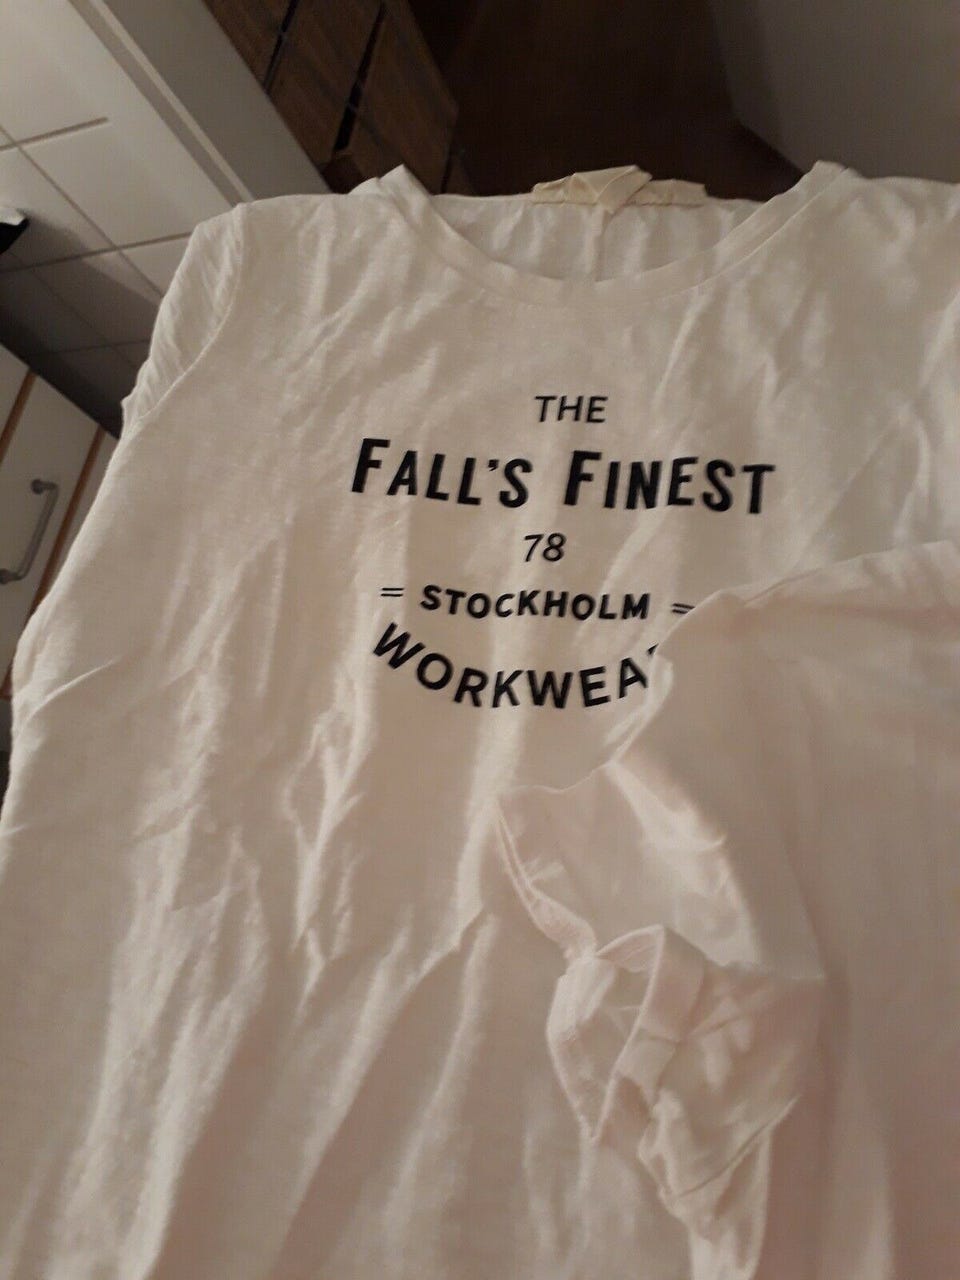 THE
FALL'S FINEST
78
= STOCKHOLM =
WORKWEA